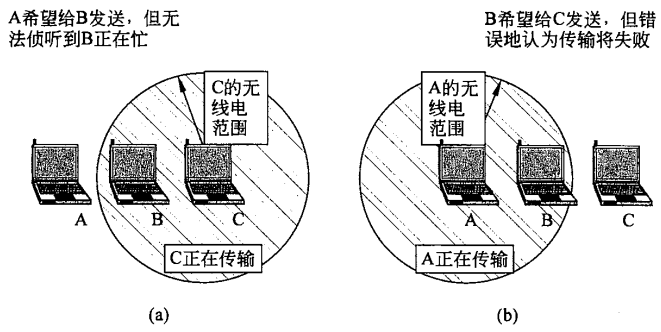 A希望给B发送，但无
法侦听到B正在忙
C的无
线电
范围
A
B
C
C正在传输
(a)
B希望给C发送，但错
误地认为传输将失败
A的无
线电
范围
A
B
C
A正在传输
(b)